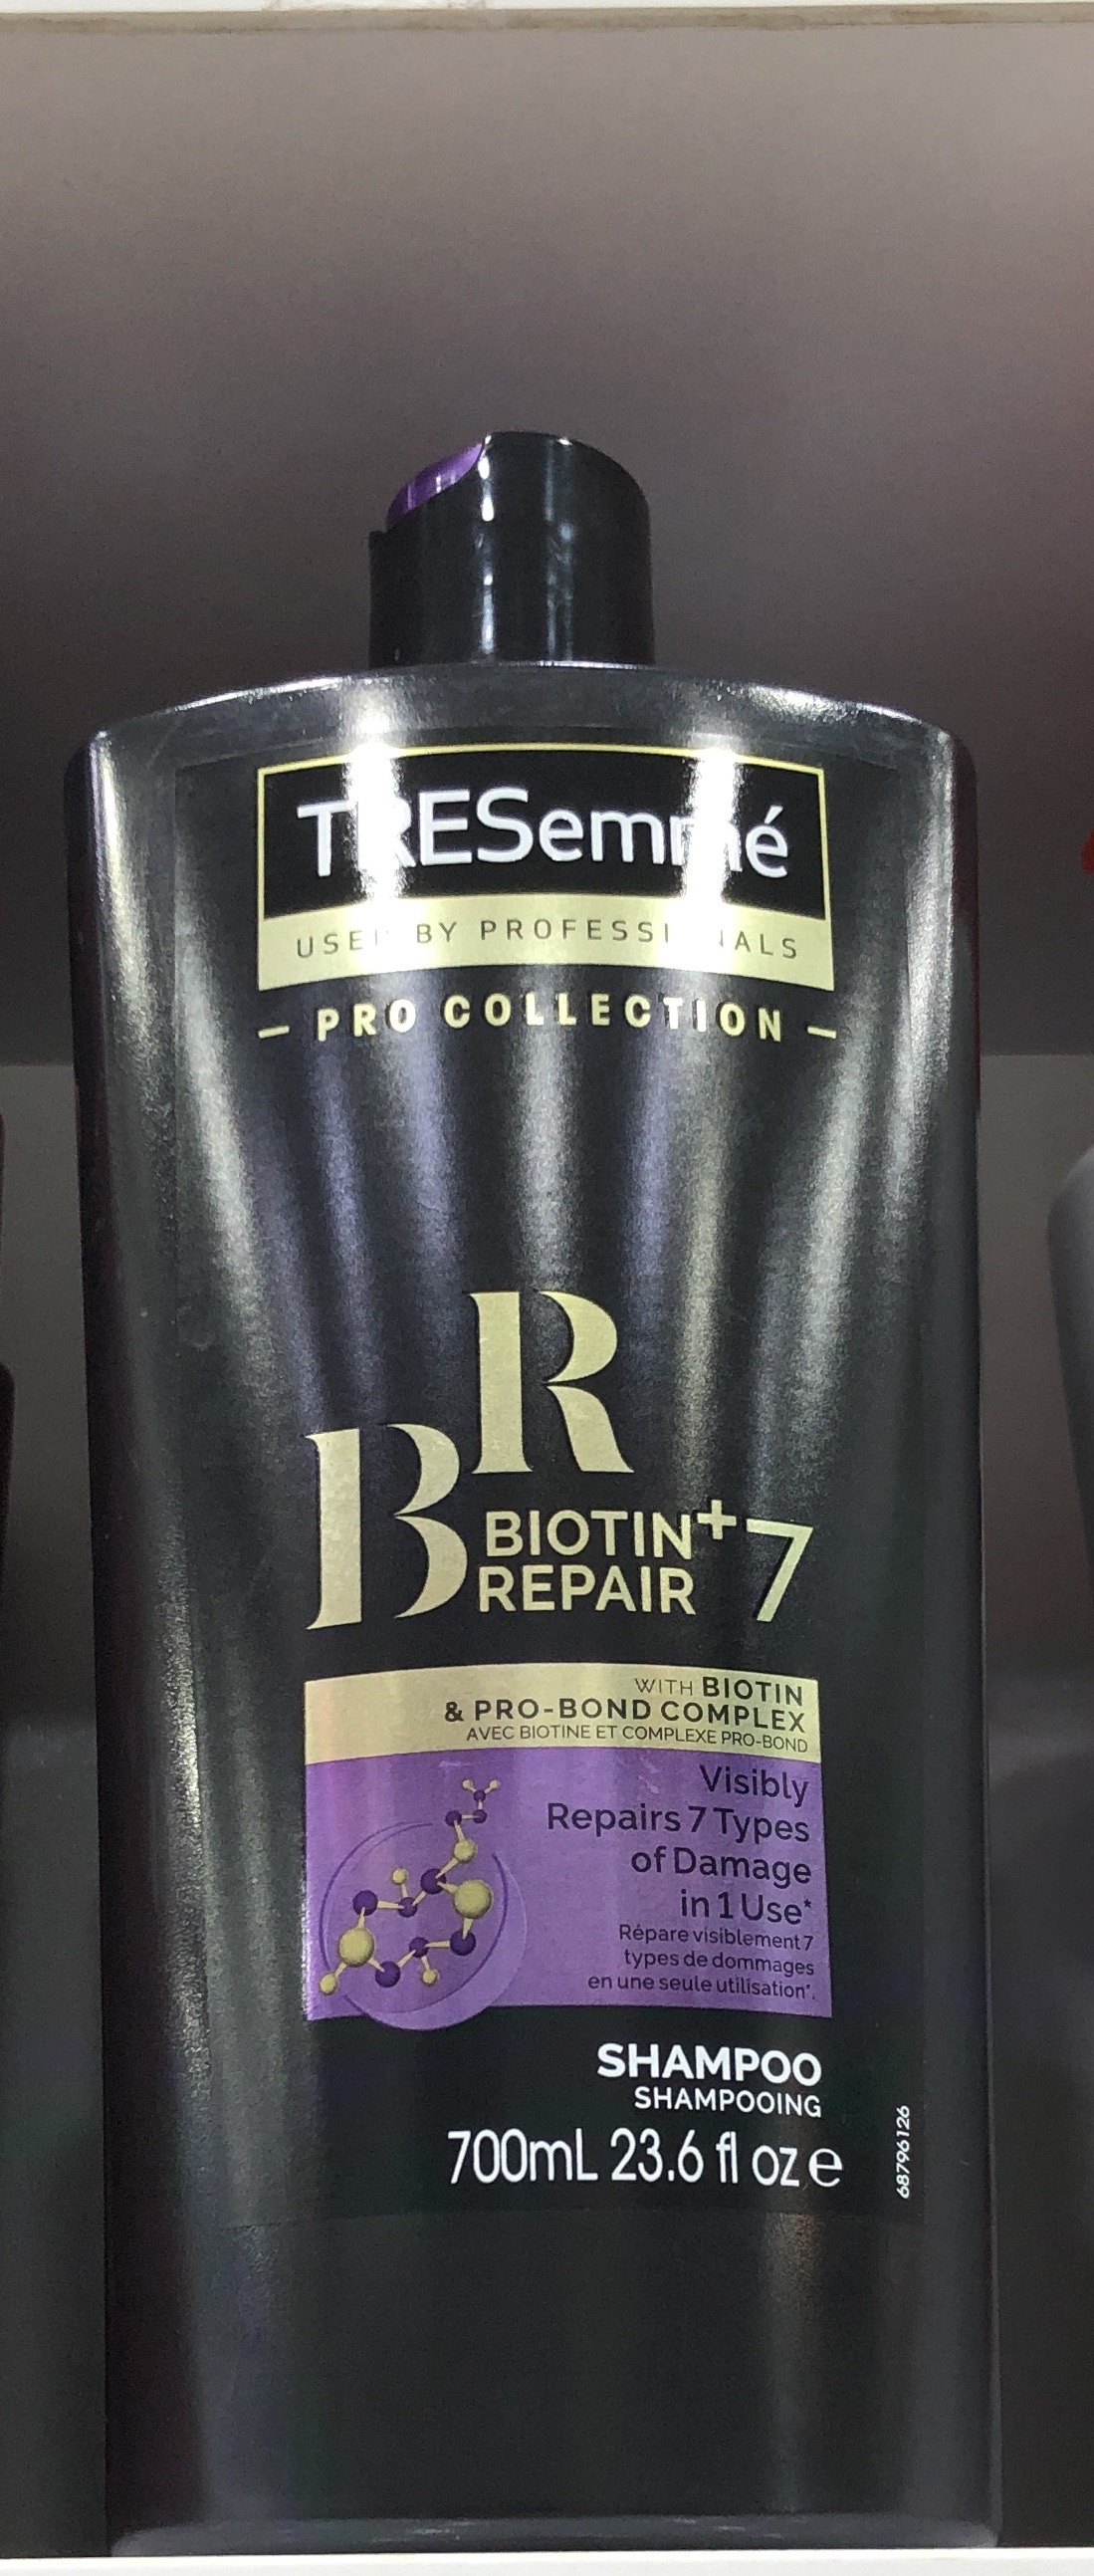 TRESemmé
USED BY PROFESSIONALS
– PRO COLLECTION –
R
B
BIOTIN+ 7
REPAIR
WITH BIOTIN
& PRO-BOND COMPLEX
AVEC BIOTINE ET COMPLEXE PRO-BOND
Visibly
Repairs 7 Types
of Damage
in 1 Use*
Répare visiblement 7
types de dommages
en une seule utilisation*.
SHAMPOO
SHAMPOOING
700mL 23.6 fl oz e
68796126